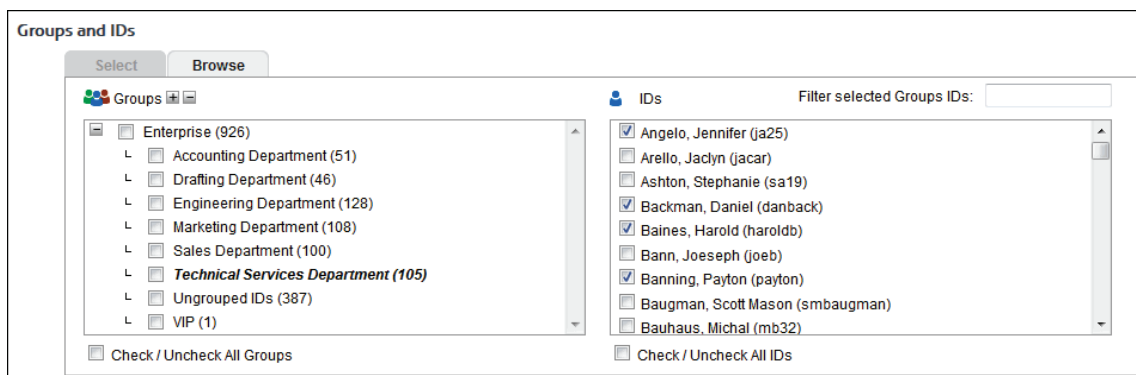 Groups and IDs
Select Browse
Groups
Enterprise (926)
Accounting Department (51)
Drafting Department (46)
Engineering Department (128)
Marketing Department (108)
Sales Department (100)
Technical Services Department (105)
Ungrouped IDs (387)
VIP (1)
Check / Uncheck All Groups
IDs Filter selected Groups IDs:
Angelo, Jennifer (ja25)
Arello, Jaclyn (jacar)
Ashton, Stephanie (sa19)
Backman, Daniel (danback)
Baines, Harold (haroldb)
Bann, Joeseph (joeb)
Banning, Payton (payton)
Baugman, Scott Mason (smbaugman)
Bauhaus, Michal (mb32)
Check / Uncheck All IDs